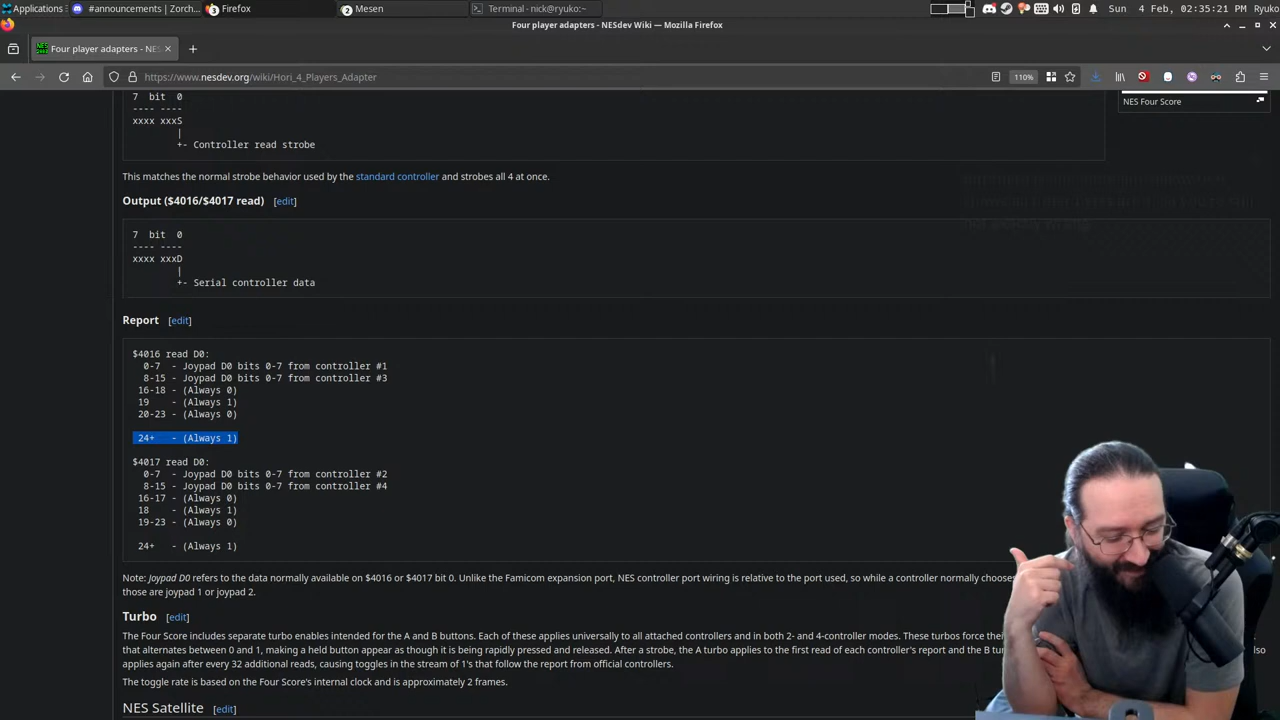 Applications
#announcements | Zorch...
Firefox
Mesen
Terminal - nick@ryuko:~
Sun 4 Feb, 02:35:21 Ryuko
Four player adapters - NESdev Wiki — Mozilla Firefox
Four player adapters - NES
https://www.nesdev.org/wiki/Hori_4_Players_Adapter
110%
NES Four Score
7 bit 0
---- ----
xxxx xxxS
|
+- Controller read strobe
This matches the normal strobe behavior used by the standard controller and strobes all 4 at once.
Output ($4016/$4017 read) [edit]
7 bit 0
---- ----
xxxx xxxD
|
+- Serial controller data
Report [edit]
$4016 read D0:
0-7 - Joypad D0 bits 0-7 from controller #1
8-15 - Joypad D0 bits 0-7 from controller #3
16-18 - (Always 0)
19 - (Always 1)
20-23 - (Always 0)
24+ - (Always 1)
$4017 read D0:
0-7 - Joypad D0 bits 0-7 from controller #2
8-15 - Joypad D0 bits 0-7 from controller #4
16-17 - (Always 0)
18 - (Always 1)
19-23 - (Always 0)
24+ - (Always 1)
Note: Joypad D0 refers to the data normally available on $4016 or $4017 bit 0. Unlike the Famicom expansion port, NES controller port wiring is relative to the port used, so while a controller normally
those are joypad 1 or joypad 2.
Turbo [edit]
The Four Score includes separate turbo enables intended for the A and B buttons. Each of these applies universally to all attached controllers and in both 2- and 4-controller modes. These turbos force
that alternates between 0 and 1, making a held button appear as though it is being rapidly pressed and released. After a strobe, the A turbo applies to the first read of each controller's report and the B
applies again after every 32 additional reads, causing toggles in the stream of 1's that follow the report from official controllers.
The toggle rate is based on the Four Score's internal clock and is approximately 2 frames.
NES Satellite [edit]